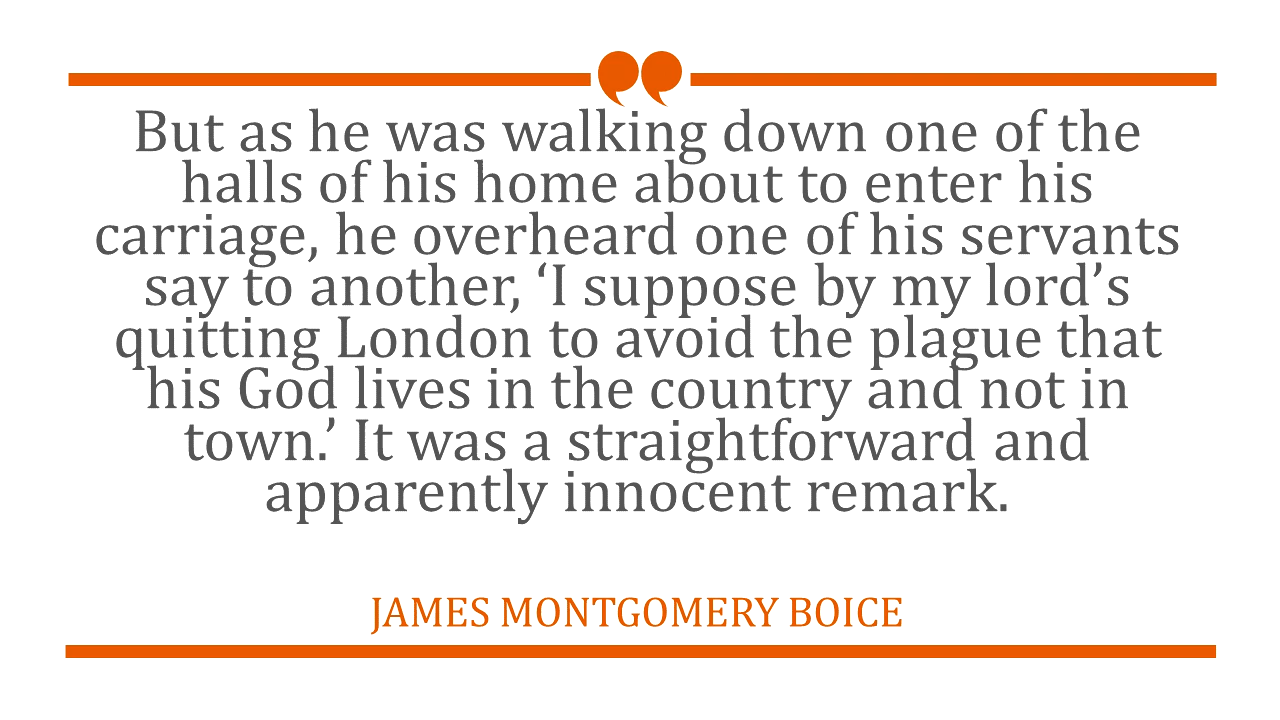 But as he was walking down one of the
halls of his home about to enter his
carriage, he overheard one of his servants
say to another, ‘I suppose by my lord’s
quitting London to avoid the plague that
his God lives in the country and not in
town.’ It was a straightforward and
apparently innocent remark.
JAMES MONTGOMERY BOICE